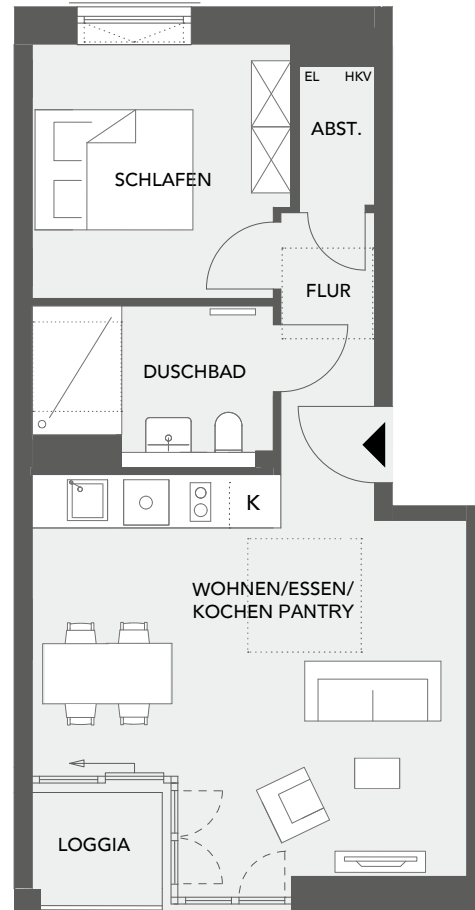 EL HKV
ABST.
SCHLAFEN
FLUR
DUSCHBAD
K
WOHNEN/ESSEN/
KOCHEN PANTRY
LOGGIA